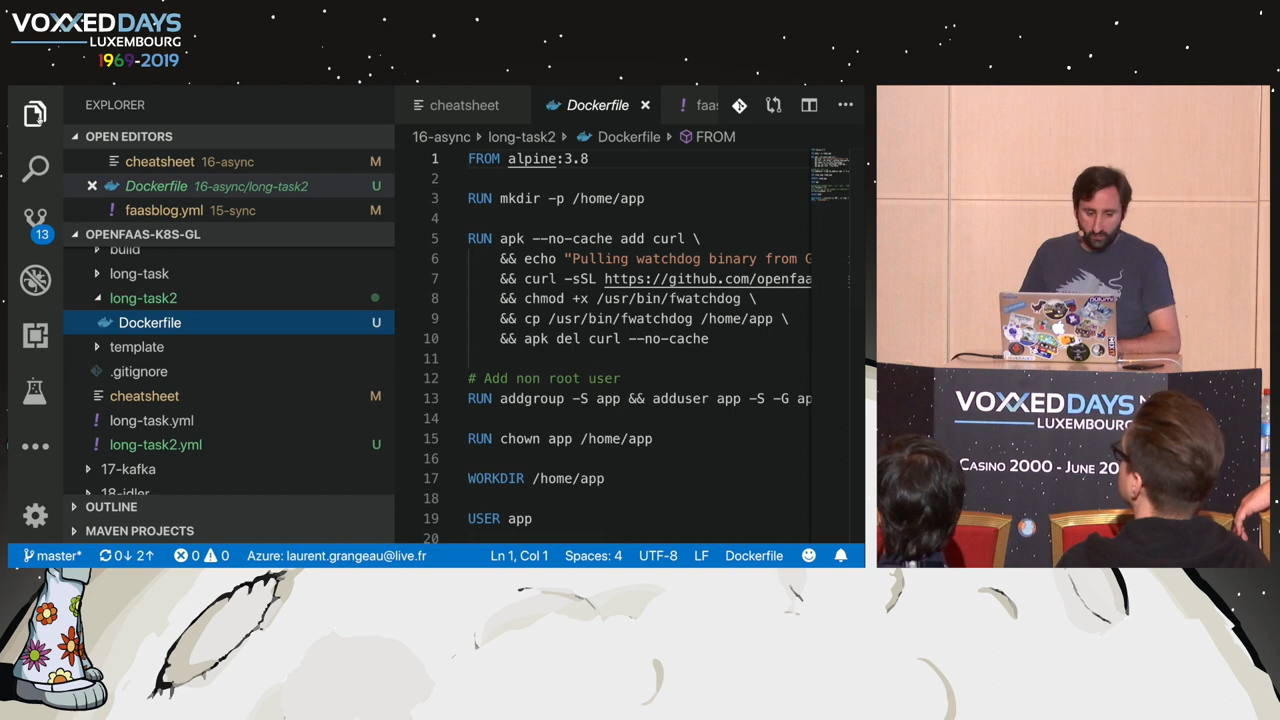 VOXXED DAYS
LUXEMBOURG
1969-2019
EXPLORER
OPEN EDITORS
cheatsheet 16-async M
Dockerfile 16-async/long-task2 U
faasblog.yml 15-sync M
OPENFAAS-K8S-GL
build
long-task
long-task2
Dockerfile U
template
.gitignore
cheatsheet M
long-task.yml
long-task2.yml U
17-kafka
18-idler
OUTLINE
MAVEN PROJECTS
13
cheatsheet Dockerfile faas
16-async long-task2 Dockerfile FROM
1 FROM alpine:3.8
2
3 RUN mkdir -p /home/app
4
5 RUN apk --no-cache add curl \
6 && echo "Pulling watchdog binary from G
7 && curl -sSL https://github.com/openfaa
8 && chmod +x /usr/bin/fwatchdog \
9 && cp /usr/bin/fwatchdog /home/app \
10 && apk del curl --no-cache
11
12 # Add non root user
13 RUN addgroup -S app && adduser app -S -G ap
14
15 RUN chown app /home/app
16
17 WORKDIR /home/app
18
19 USER app
20
master* 0↓ 2↑ 0 0 Azure: laurent.grangeau@live.fr Ln 1, Col 1 Spaces: 4 UTF-8 LF Dockerfile
VOXXED DAYS
LUXEMBOURG
CASINO 2000 - JUNE 20